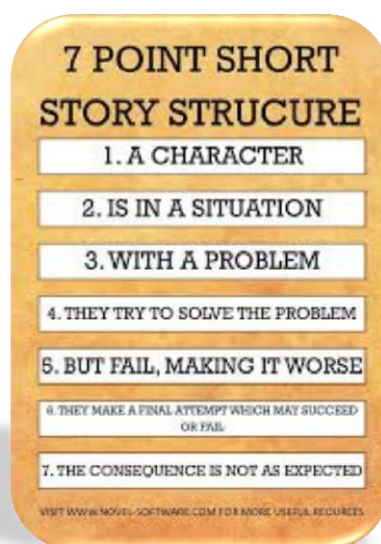 7 POINT SHORT
STORY STRUCURE
1. A CHARACTER
2. IS IN A SITUATION
3. WITH A PROBLEM
4. THEY TRY TO SOLVE THE PROBLEM
5. BUT FAIL, MAKING IT WORSE
6. THEY MAKE A FINAL ATTEMPT WHICH MAY SUCCEED
OR FAIL
7. THE CONSEQUENCE IS NOT AS EXPECTED
VISIT WWW.NOVEL-SOFTWARE.COM FOR MORE USEFUL REOURCES